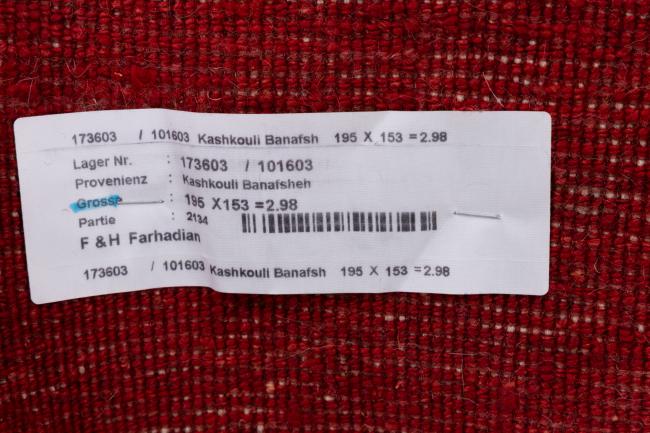 173603 / 101603 Kashkouli Banafsh 195 X 153 =2.98
Lager Nr. : 173603 / 101603
Provenienz : Kashkouli Banafsheh
Grosse : 195 X153 =2.98
Partie : 2134
F & H Farhadian
173603 / 101603 Kashkouli Banafsh 195 X 153 =2.98